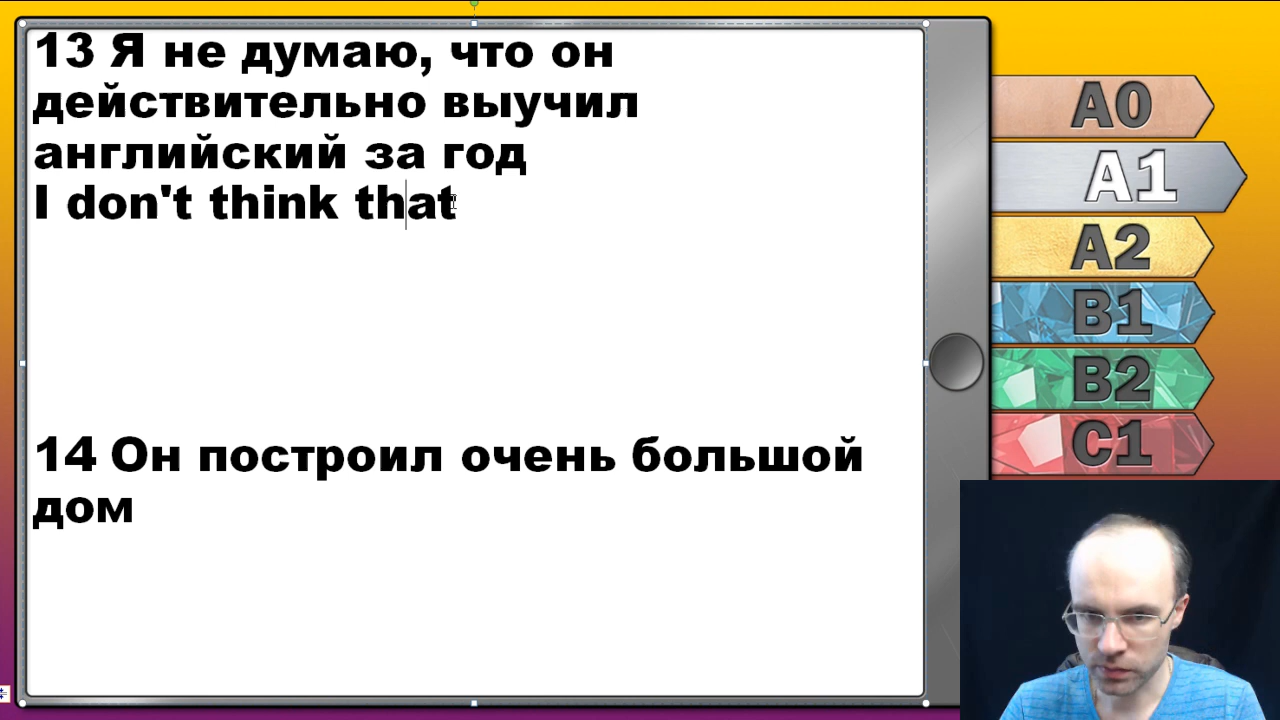 13 Я не думаю, что он
действительно выучил
английский за год
I don't think that
14 Он построил очень большой
дом
A0
A1
A2
B1
B2
C1